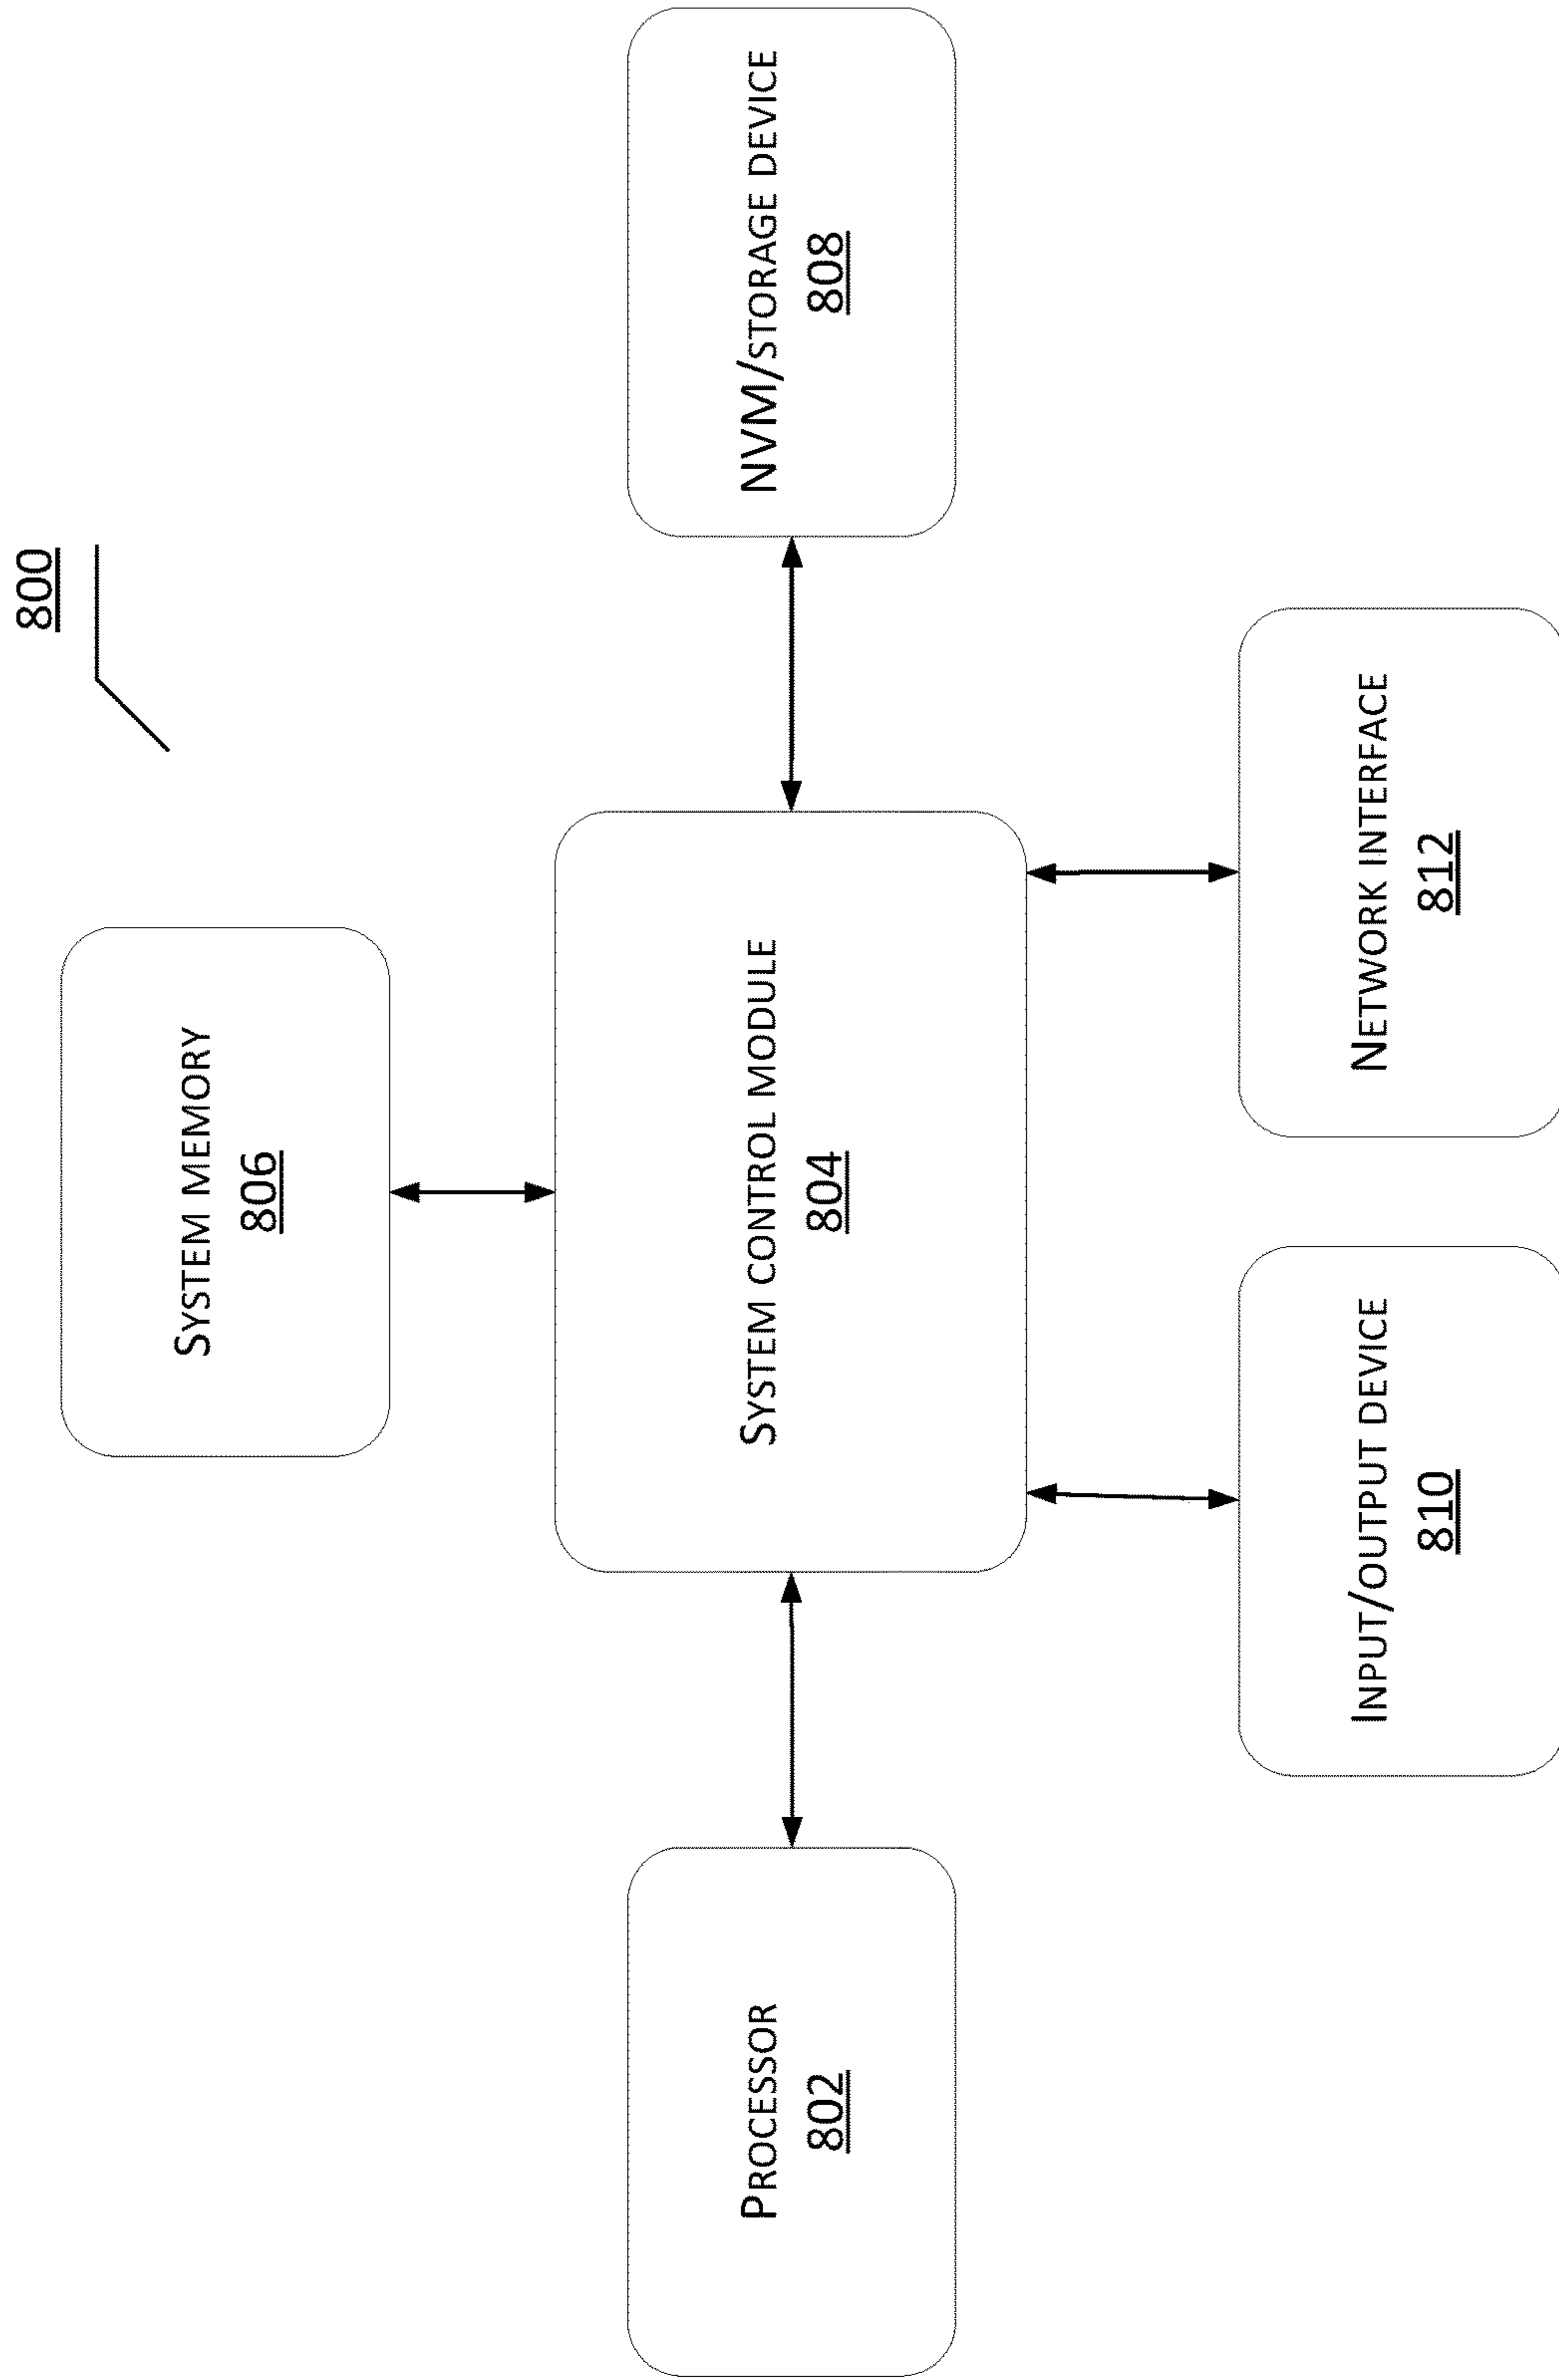 800
System memory
806
Processor
802
System control module
804
NVM/storage device
808
Input/output device
810
Network interface
812